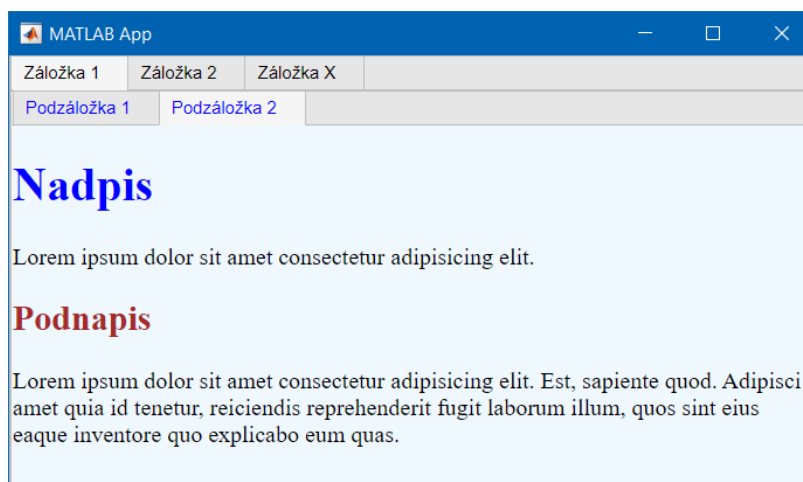 MATLAB App
Záložka 1 Záložka 2 Záložka X
Podzáložka 1 Podzáložka 2
Nadpis
Lorem ipsum dolor sit amet consectetur adipisicing elit.
Podnapis
Lorem ipsum dolor sit amet consectetur adipisicing elit. Est, sapiente quod. Adipisci
amet quia id tenetur, reiciendis reprehenderit fugit laborum illum, quos sint eius
eaque inventore quo explicabo eum quas.